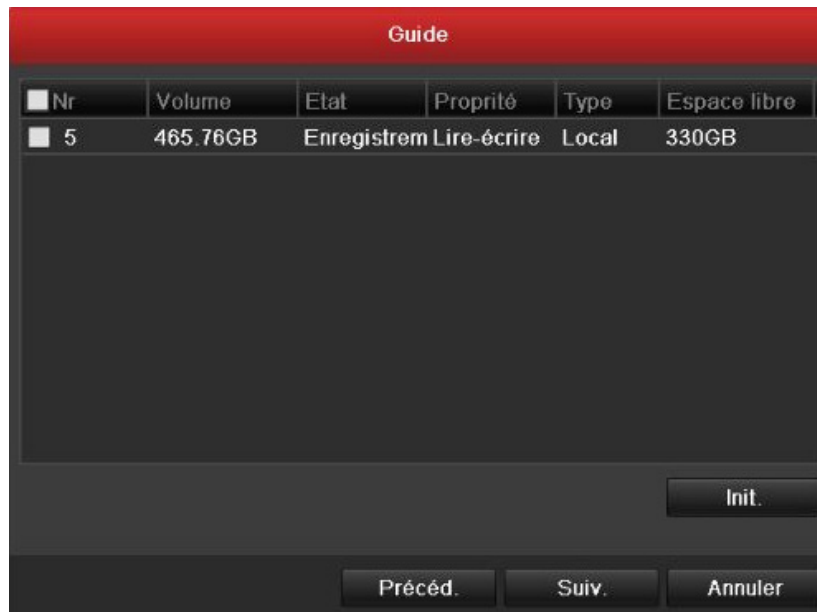 Guide
Nr Volume Etat Proprité Type Espace libre
5 465.76GB Enregistrem Lire-écrire Local 330GB
Init.
Précéd. Suiv. Annuler